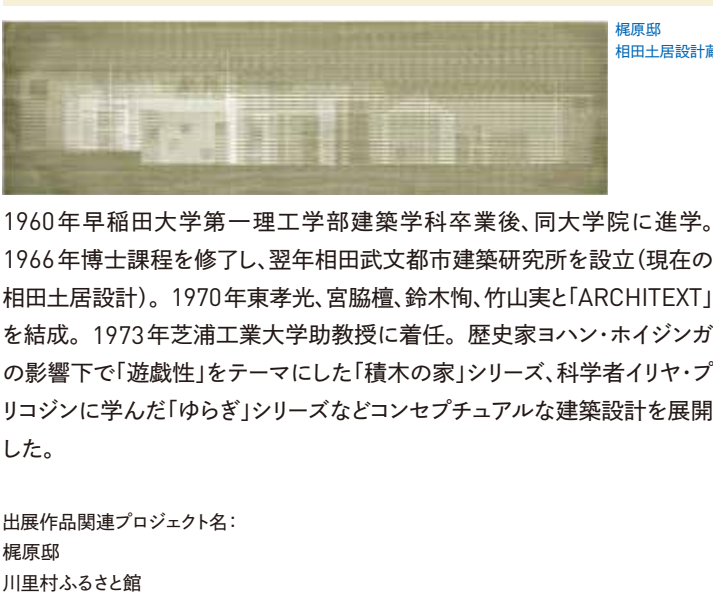 梶原邸
相田土居設計蔵
1960年早稲田大学第一理工学部建築学科卒業後、同大学院に進学。
1966年博士課程を修了し、翌年相田武文都市建築研究所を設立(現在の
相田土居設計)。1970年東孝光、宮脇檀、鈴木恂、竹山実と「ARCHITEXT」
を結成。1973年芝浦工業大学助教授に着任。歴史家ヨハン・ホイジンガ
の影響下で「遊戯性」をテーマにした「積木の家」シリーズ、科学者イリヤ・プ
リコジンに学んだ「ゆらぎ」シリーズなどコンセプチュアルな建築設計を展開
した。
出展作品関連プロジェクト名:
梶原邸
川里村ふるさと館